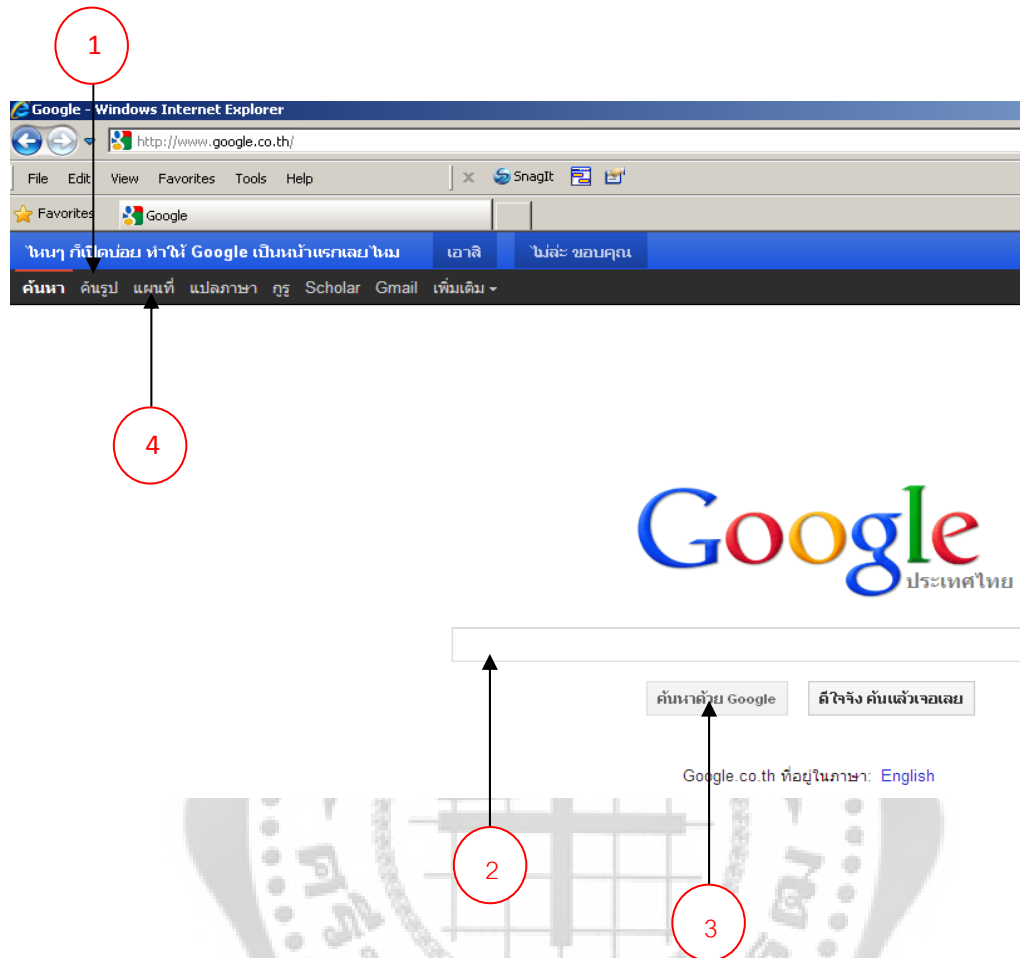 1
Google - Windows Internet Explorer
http://www.google.co.th/
File Edit View Favorites Tools Help x SnagIt
Favorites Google
ไหนๆ ก็เปิดบ่อย ทำให้ Google เป็นหน้าแรกเลยไหม เอาสิ ไม่ล่ะ ขอบคุณ
ค้นหา ค้นรูป แผนที่ แปลภาษา กูรู Scholar Gmail เพิ่มเติม
4
Google
ประเทศไทย
ค้นหาด้วย Google ดีใจจัง ค้นแล้วเจอเลย
Google.co.th ที่อยู่ในภาษา: English
2
3